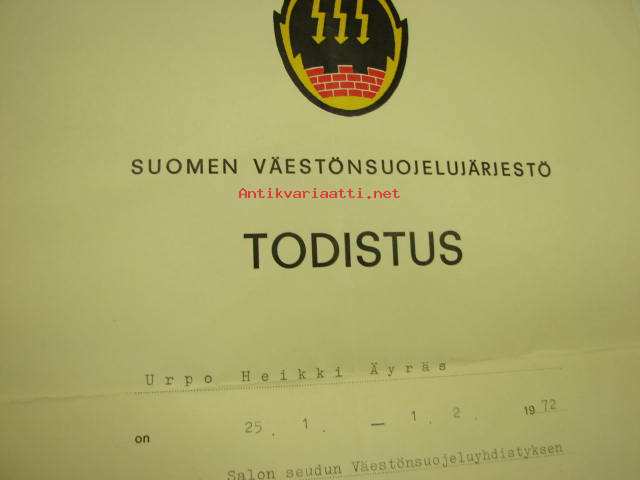 SUOMEN VÄESTÖNSUOJELUJÄRJESTÖ
Antikvariaatti.net
TODISTUS
Urpo Heikki Äyräs
on 25. 1. — 1. 2. 1972
Salon seudun Väestönsuojeluyhdistyksen